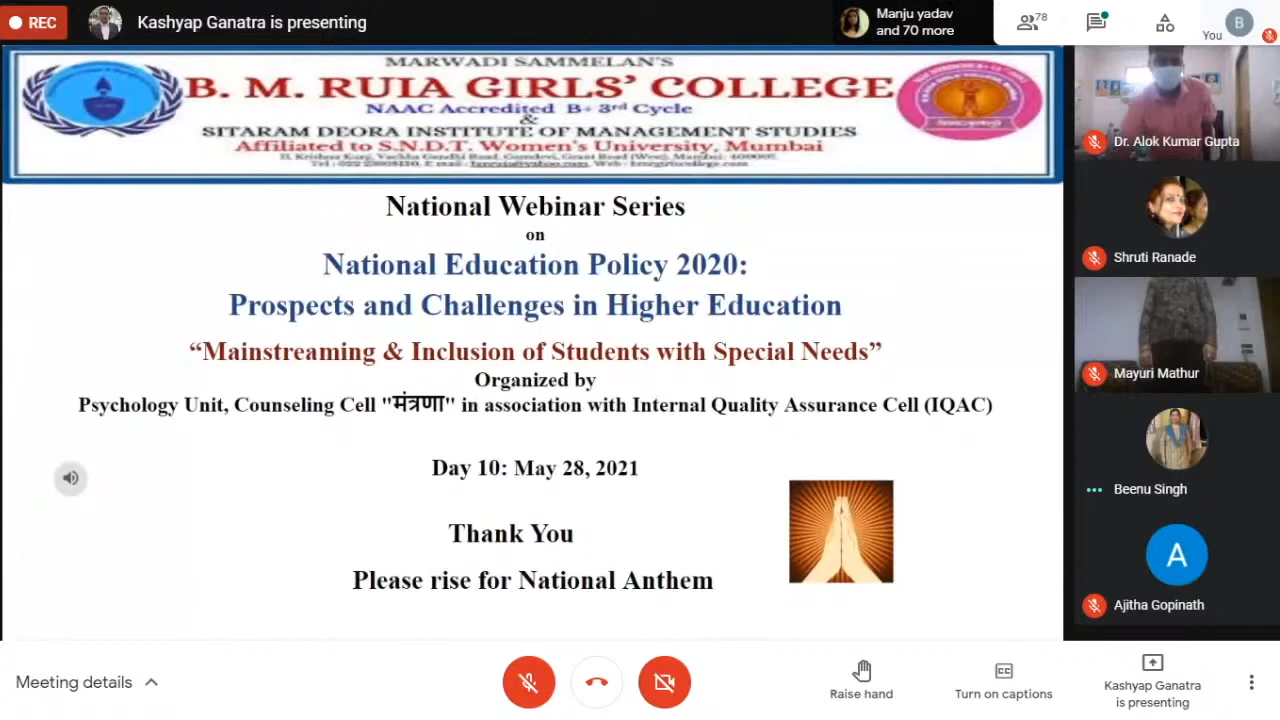 REC
Kashyap Ganatra is presenting
Manju yadav
and 70 more
78
B
You
MARWADI SAMMELAN'S
B. M. RUIA GIRLS' COLLEGE
NAAC Accredited B+ 3rd Cycle
&
SITARAM DEORA INSTITUTE OF MANAGEMENT STUDIES
Affiliated to S.N.D.T. Women's University, Mumbai
National Webinar Series
on
National Education Policy 2020:
Prospects and Challenges in Higher Education
“Mainstreaming & Inclusion of Students with Special Needs”
Organized by
Psychology Unit, Counseling Cell "मंत्रणा" in association with Internal Quality Assurance Cell (IQAC)
Day 10: May 28, 2021
Thank You
Please rise for National Anthem
Dr. Alok Kumar Gupta
Shruti Ranade
Mayuri Mathur
Beenu Singh
A
Ajitha Gopinath
Meeting details
Raise hand
CC
Turn on captions
Kashyap Ganatra
is presenting